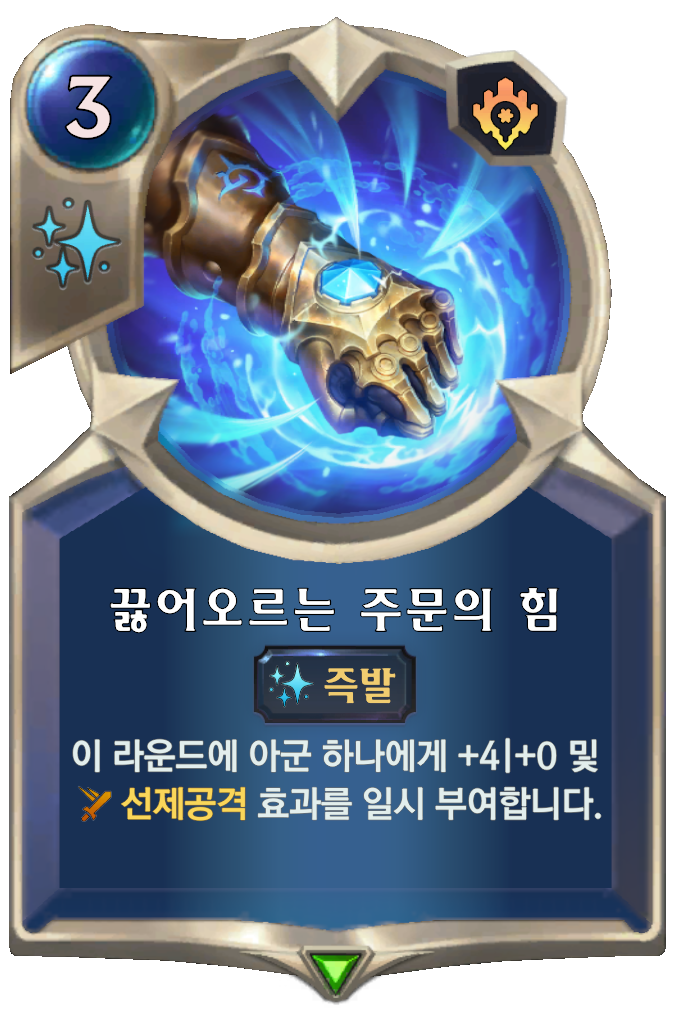 3
끓어오르는 주문의 힘
즉발
이 라운드에 아군 하나에게 +4|+0 및
선제공격 효과를 일시 부여합니다.